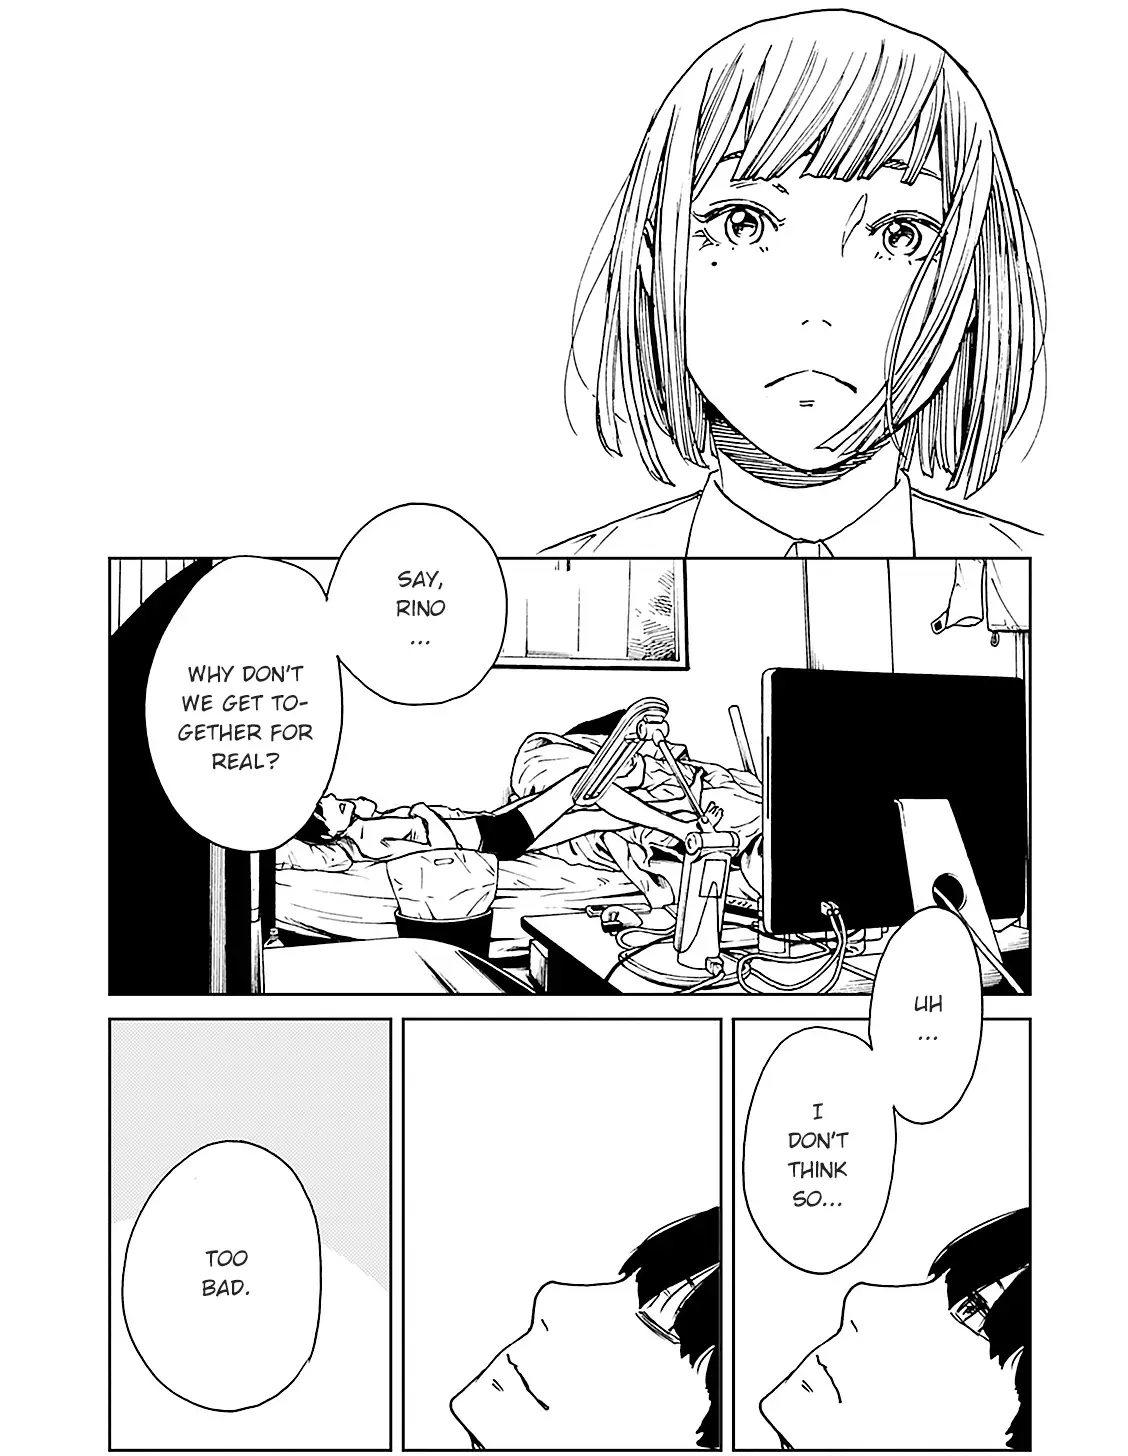 SAY,
RINO
...
WHY DON'T
WE GET TO-
GETHER FOR
REAL?
UH
...
I
DON'T
THINK
SO...
TOO
BAD.